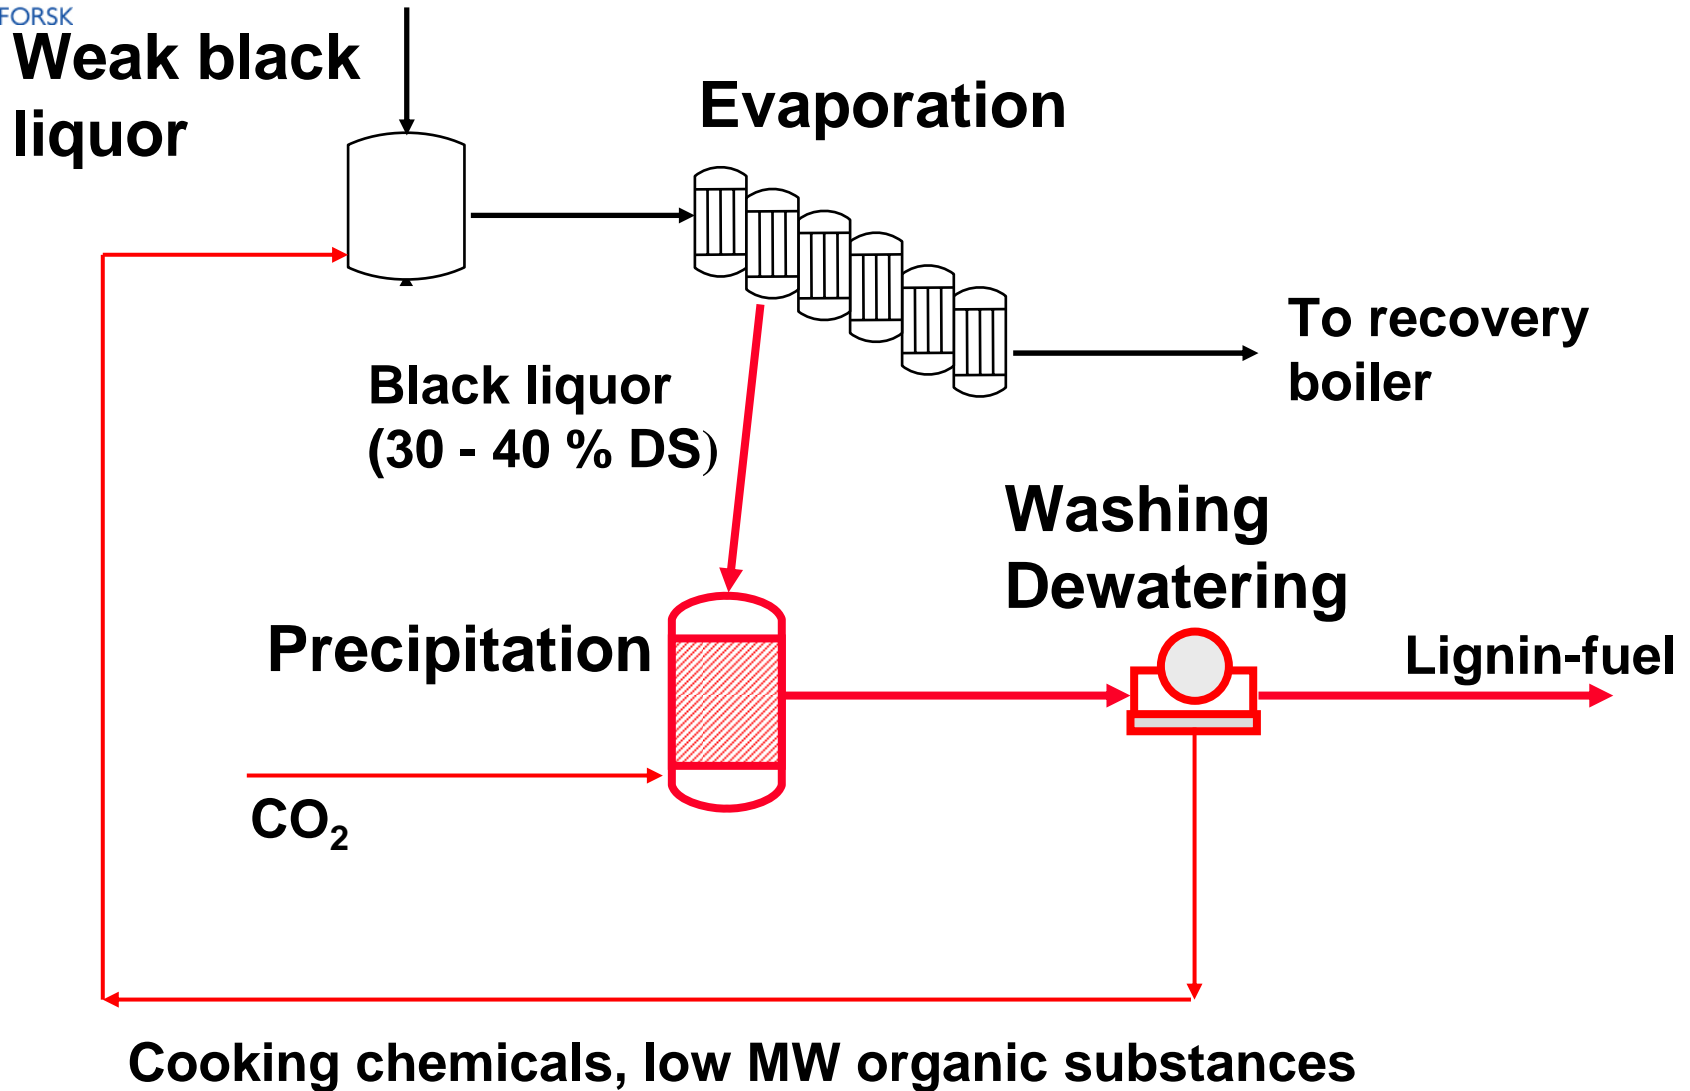 FORSK
Weak black
liquor
Evaporation
To recovery
boiler
Black liquor
(30 - 40 % DS)
Washing
Dewatering
Precipitation
Lignin-fuel
CO₂
Cooking chemicals, low MW organic substances